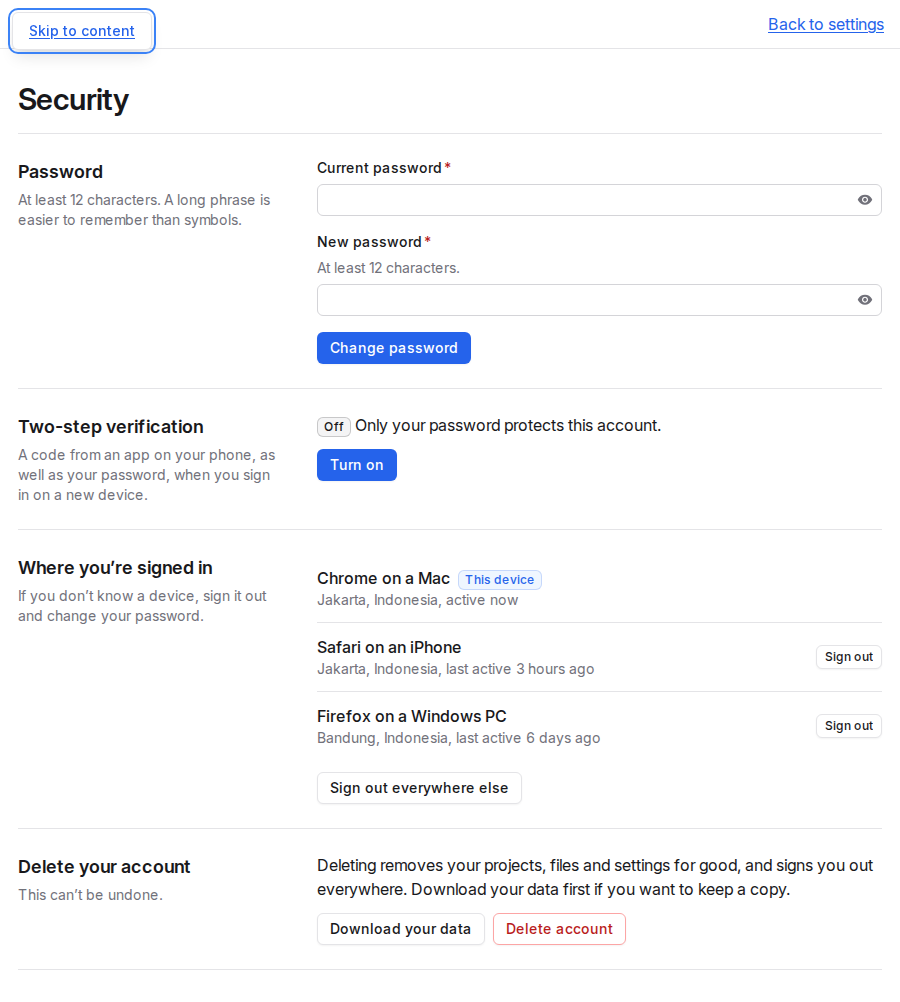 Skip to content
Back to settings
Security
Password
At least 12 characters. A long phrase is
easier to remember than symbols.
Current password*
New password*
At least 12 characters.
Change password
Two-step verification
A code from an app on your phone, as
well as your password, when you sign
in on a new device.
Off Only your password protects this account.
Turn on
Where you’re signed in
If you don’t know a device, sign it out
and change your password.
Chrome on a Mac This device
Jakarta, Indonesia, active now
Safari on an iPhone
Jakarta, Indonesia, last active 3 hours ago
Sign out
Firefox on a Windows PC
Bandung, Indonesia, last active 6 days ago
Sign out
Sign out everywhere else
Delete your account
This can’t be undone.
Deleting removes your projects, files and settings for good, and signs you out
everywhere. Download your data first if you want to keep a copy.
Download your data
Delete account